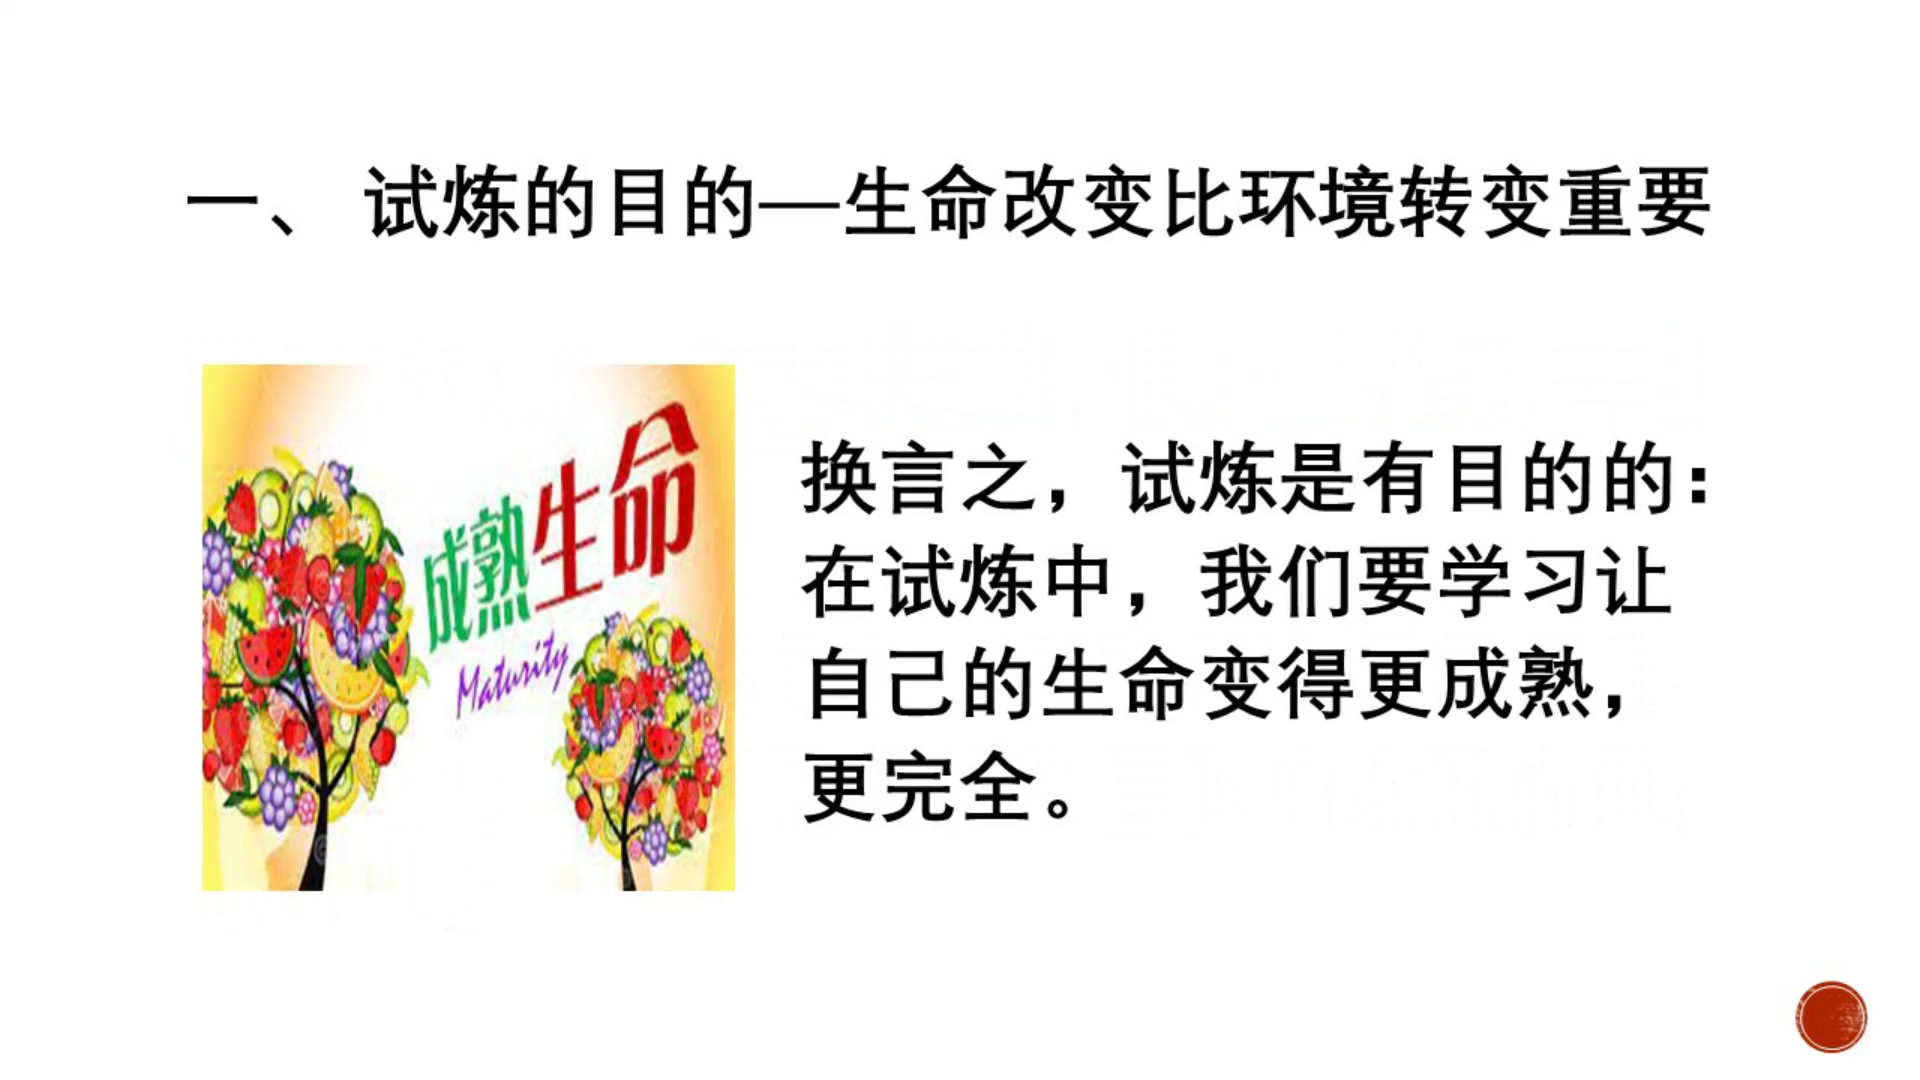 一、 试炼的目的—生命改变比环境转变重要
成熟生命
Maturity
换言之，试炼是有目的的：
在试炼中，我们要学习让
自己的生命变得更成熟，
更完全。